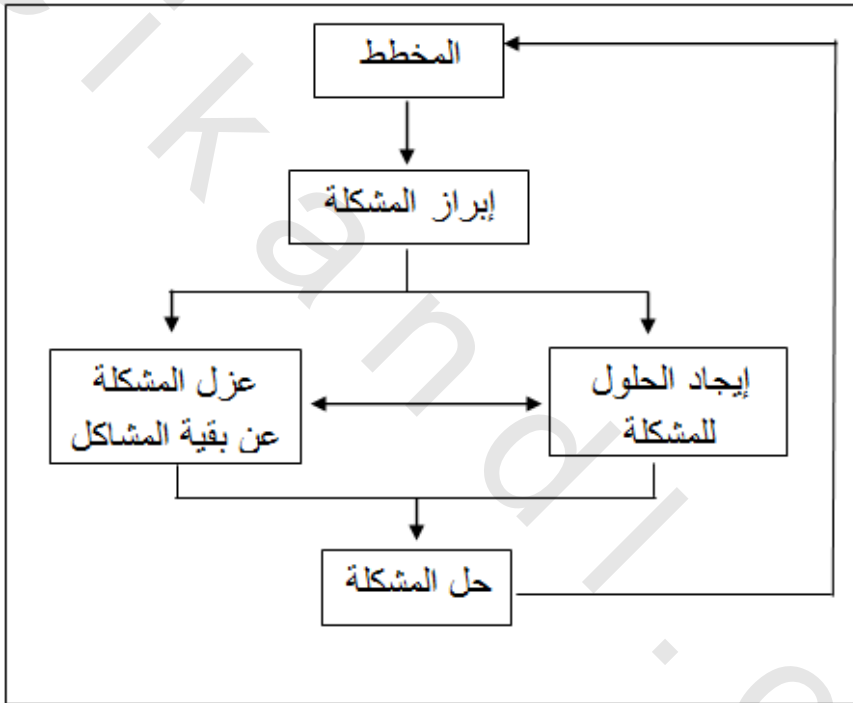 المخطط
إبراز المشكلة
إيجاد الحلول
للمشكلة
عزل المشكلة
عن بقية المشاكل
حل المشكلة